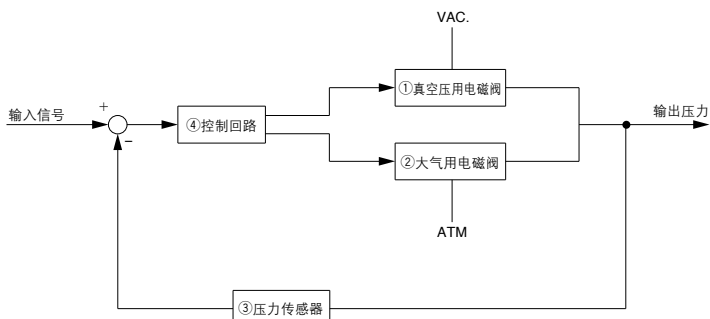 VAC.
①真空压用电磁阀
输入信号
+
④控制回路
输出压力
−
②大气用电磁阀
ATM
③压力传感器